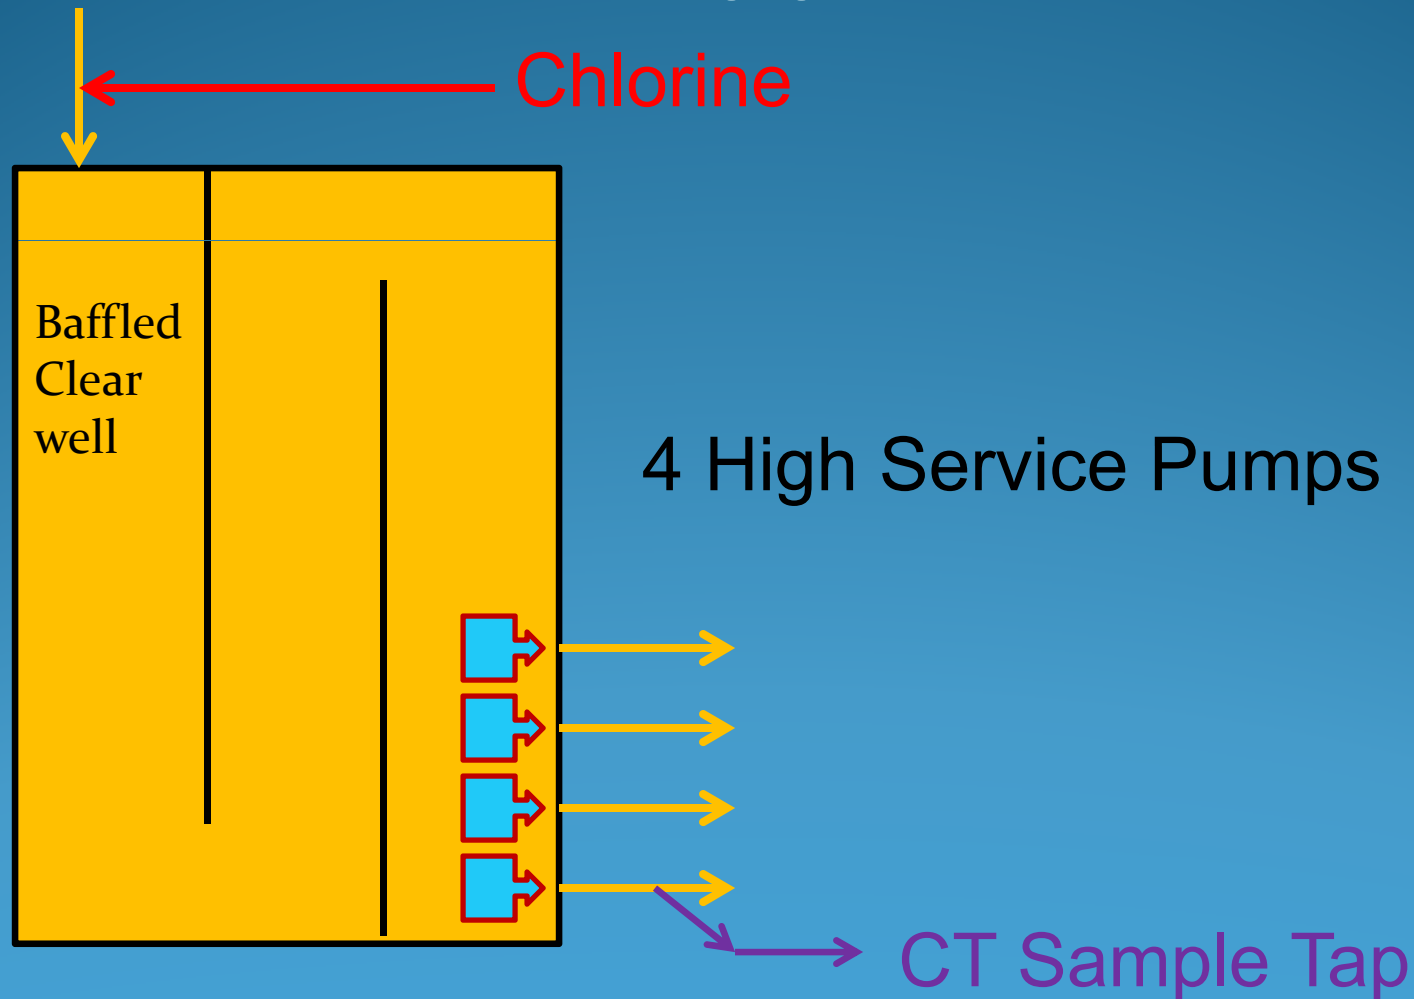 Chlorine
Baffled
Clear
well
4 High Service Pumps
CT Sample Tap